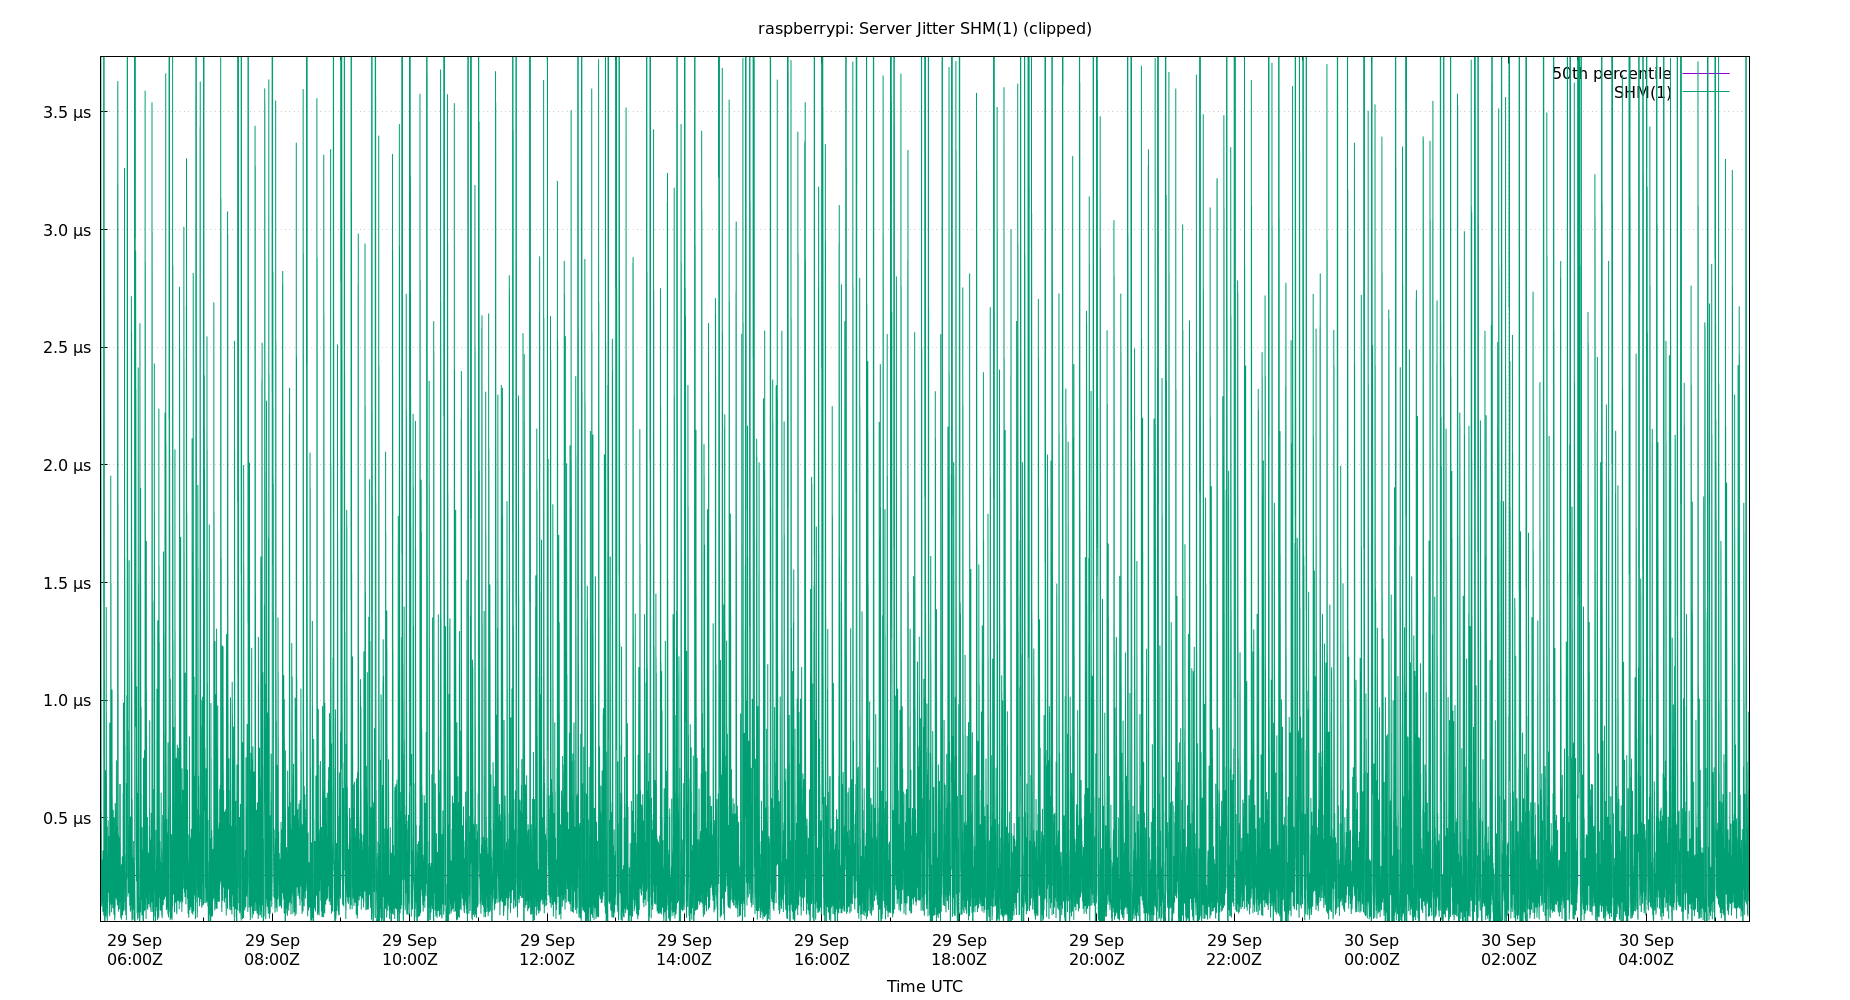 raspberrypi: Server Jitter SHM(1) (clipped)
50th percentile
SHM(1)
3.5 µs
3.0 µs
2.5 µs
2.0 µs
1.5 µs
1.0 µs
0.5 µs
29 Sep 29 Sep 29 Sep 29 Sep 29 Sep 29 Sep 29 Sep 29 Sep 29 Sep 30 Sep 30 Sep 30 Sep
06:00Z 08:00Z 10:00Z 12:00Z 14:00Z 16:00Z 18:00Z 20:00Z 22:00Z 00:00Z 02:00Z 04:00Z
Time UTC